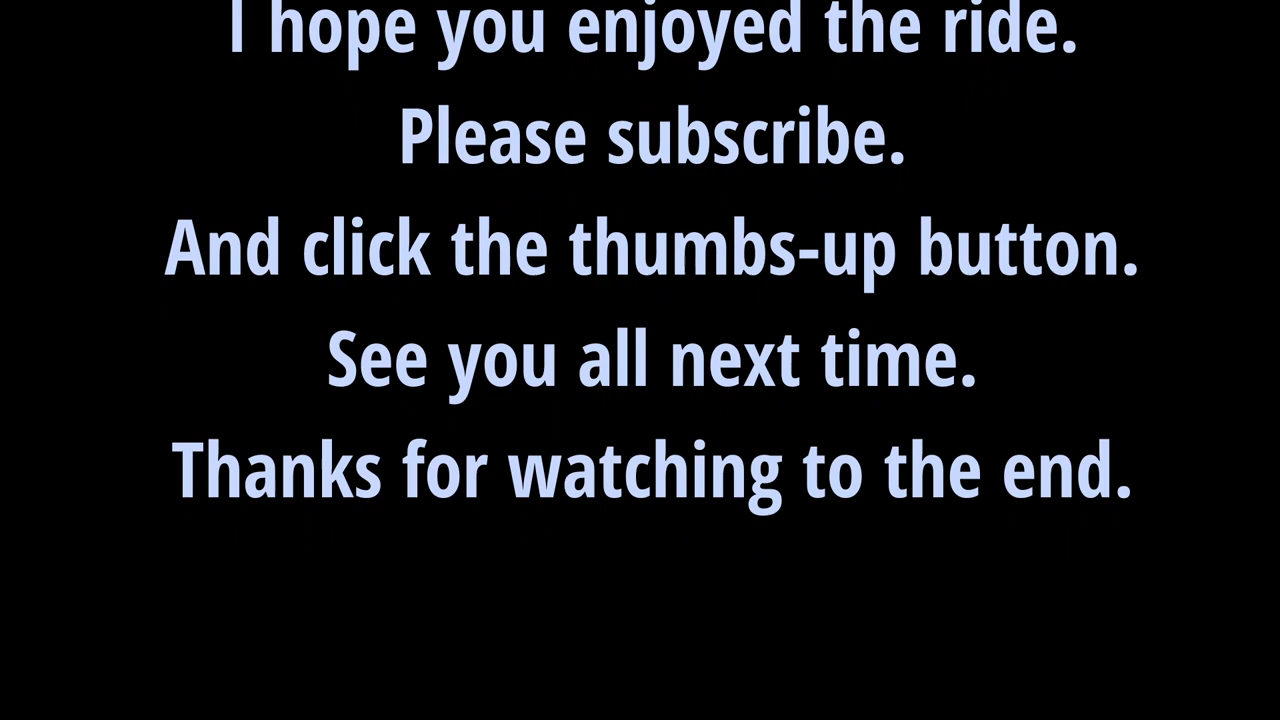 I hope you enjoyed the ride.
Please subscribe.
And click the thumbs-up button.
See you all next time.
Thanks for watching to the end.